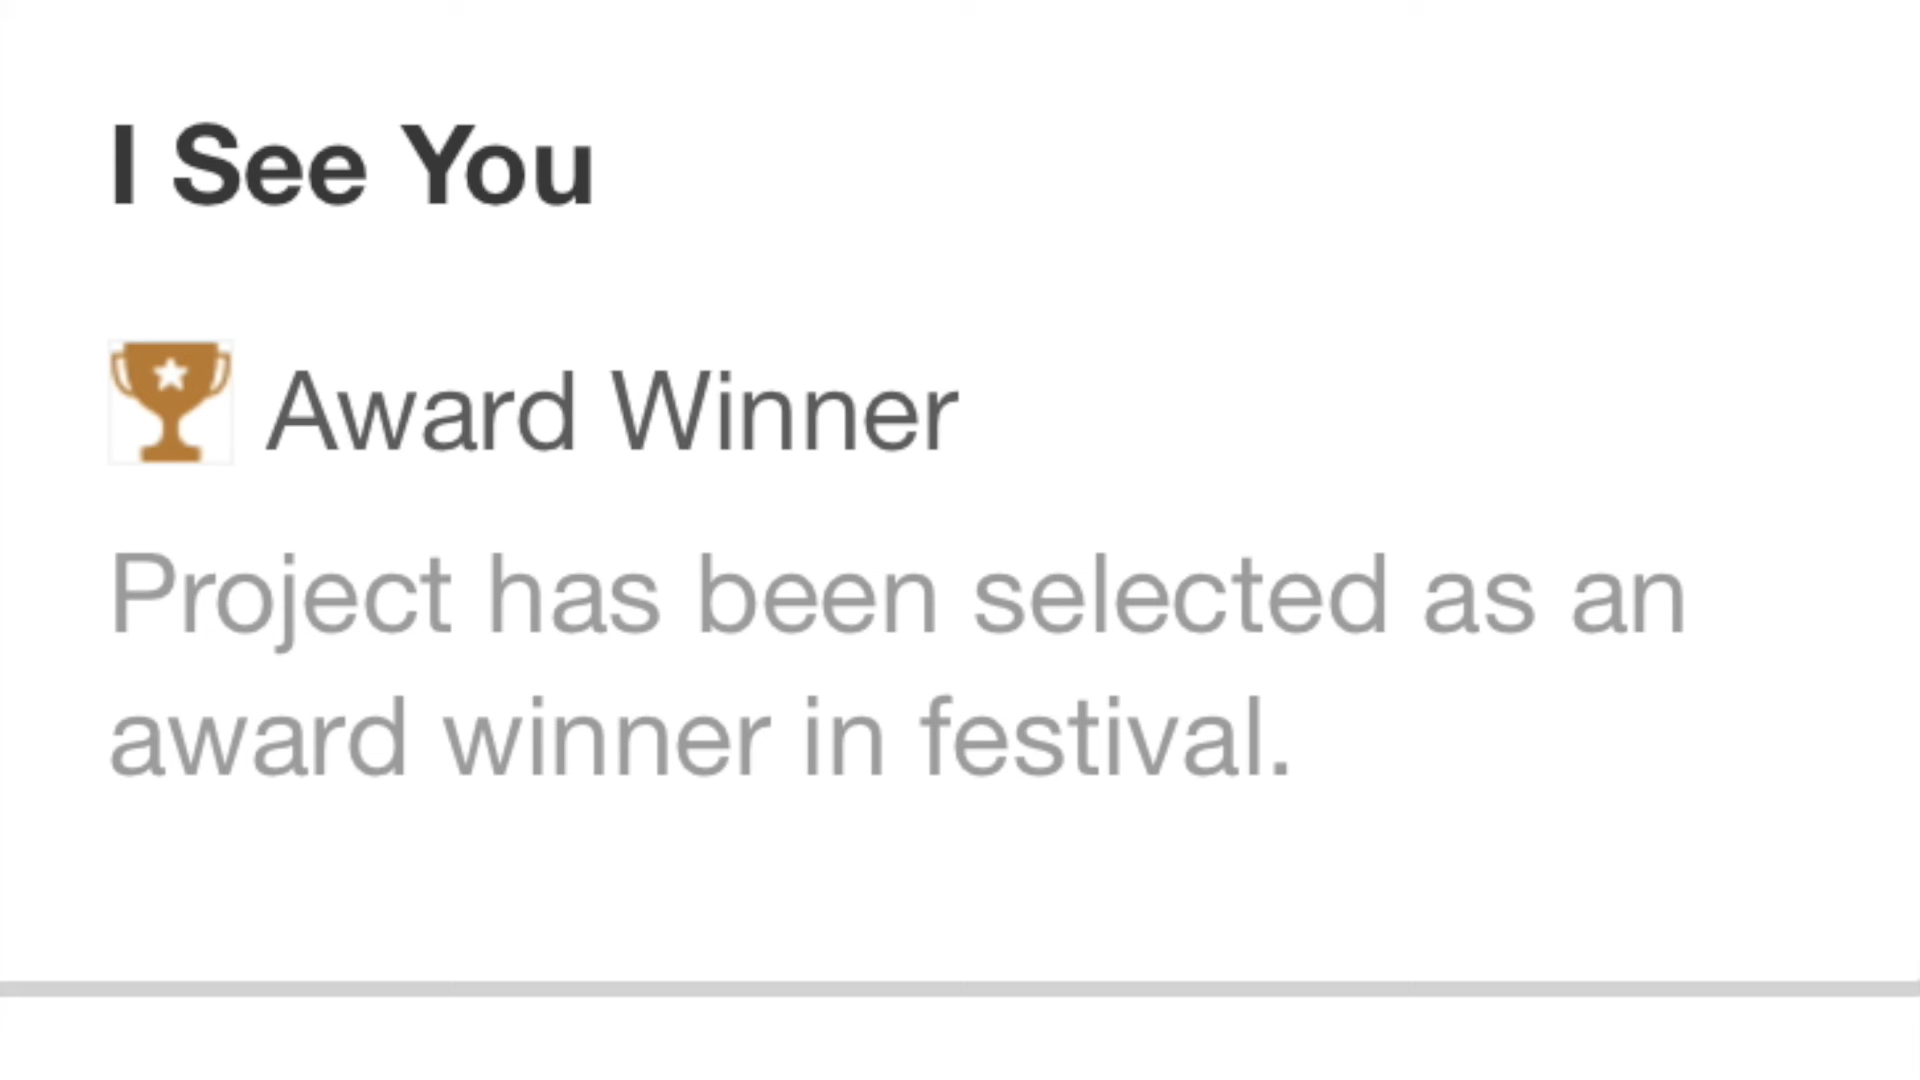 I See You
Award Winner
Project has been selected as an
award winner in festival.